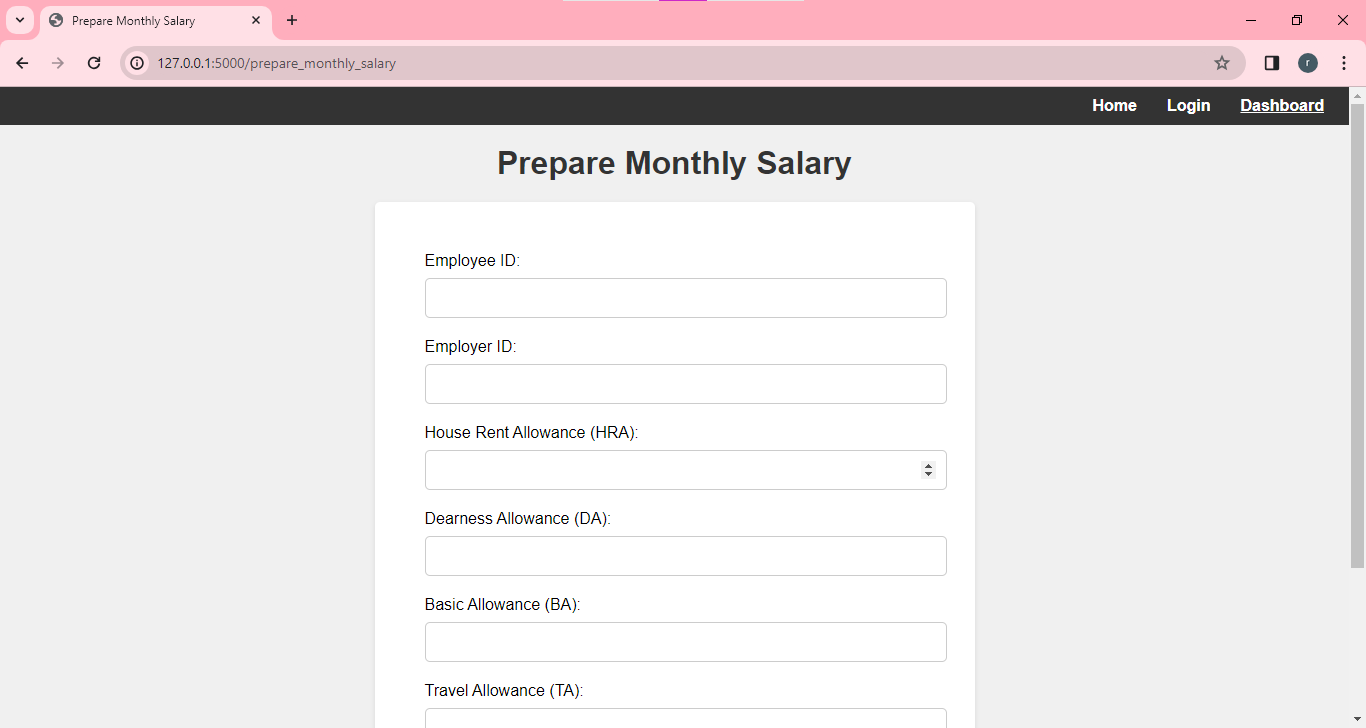 Prepare Monthly Salary
127.0.0.1:5000/prepare_monthly_salary
r
Home Login Dashboard
Prepare Monthly Salary
Employee ID:
Employer ID:
House Rent Allowance (HRA):
Dearness Allowance (DA):
Basic Allowance (BA):
Travel Allowance (TA):